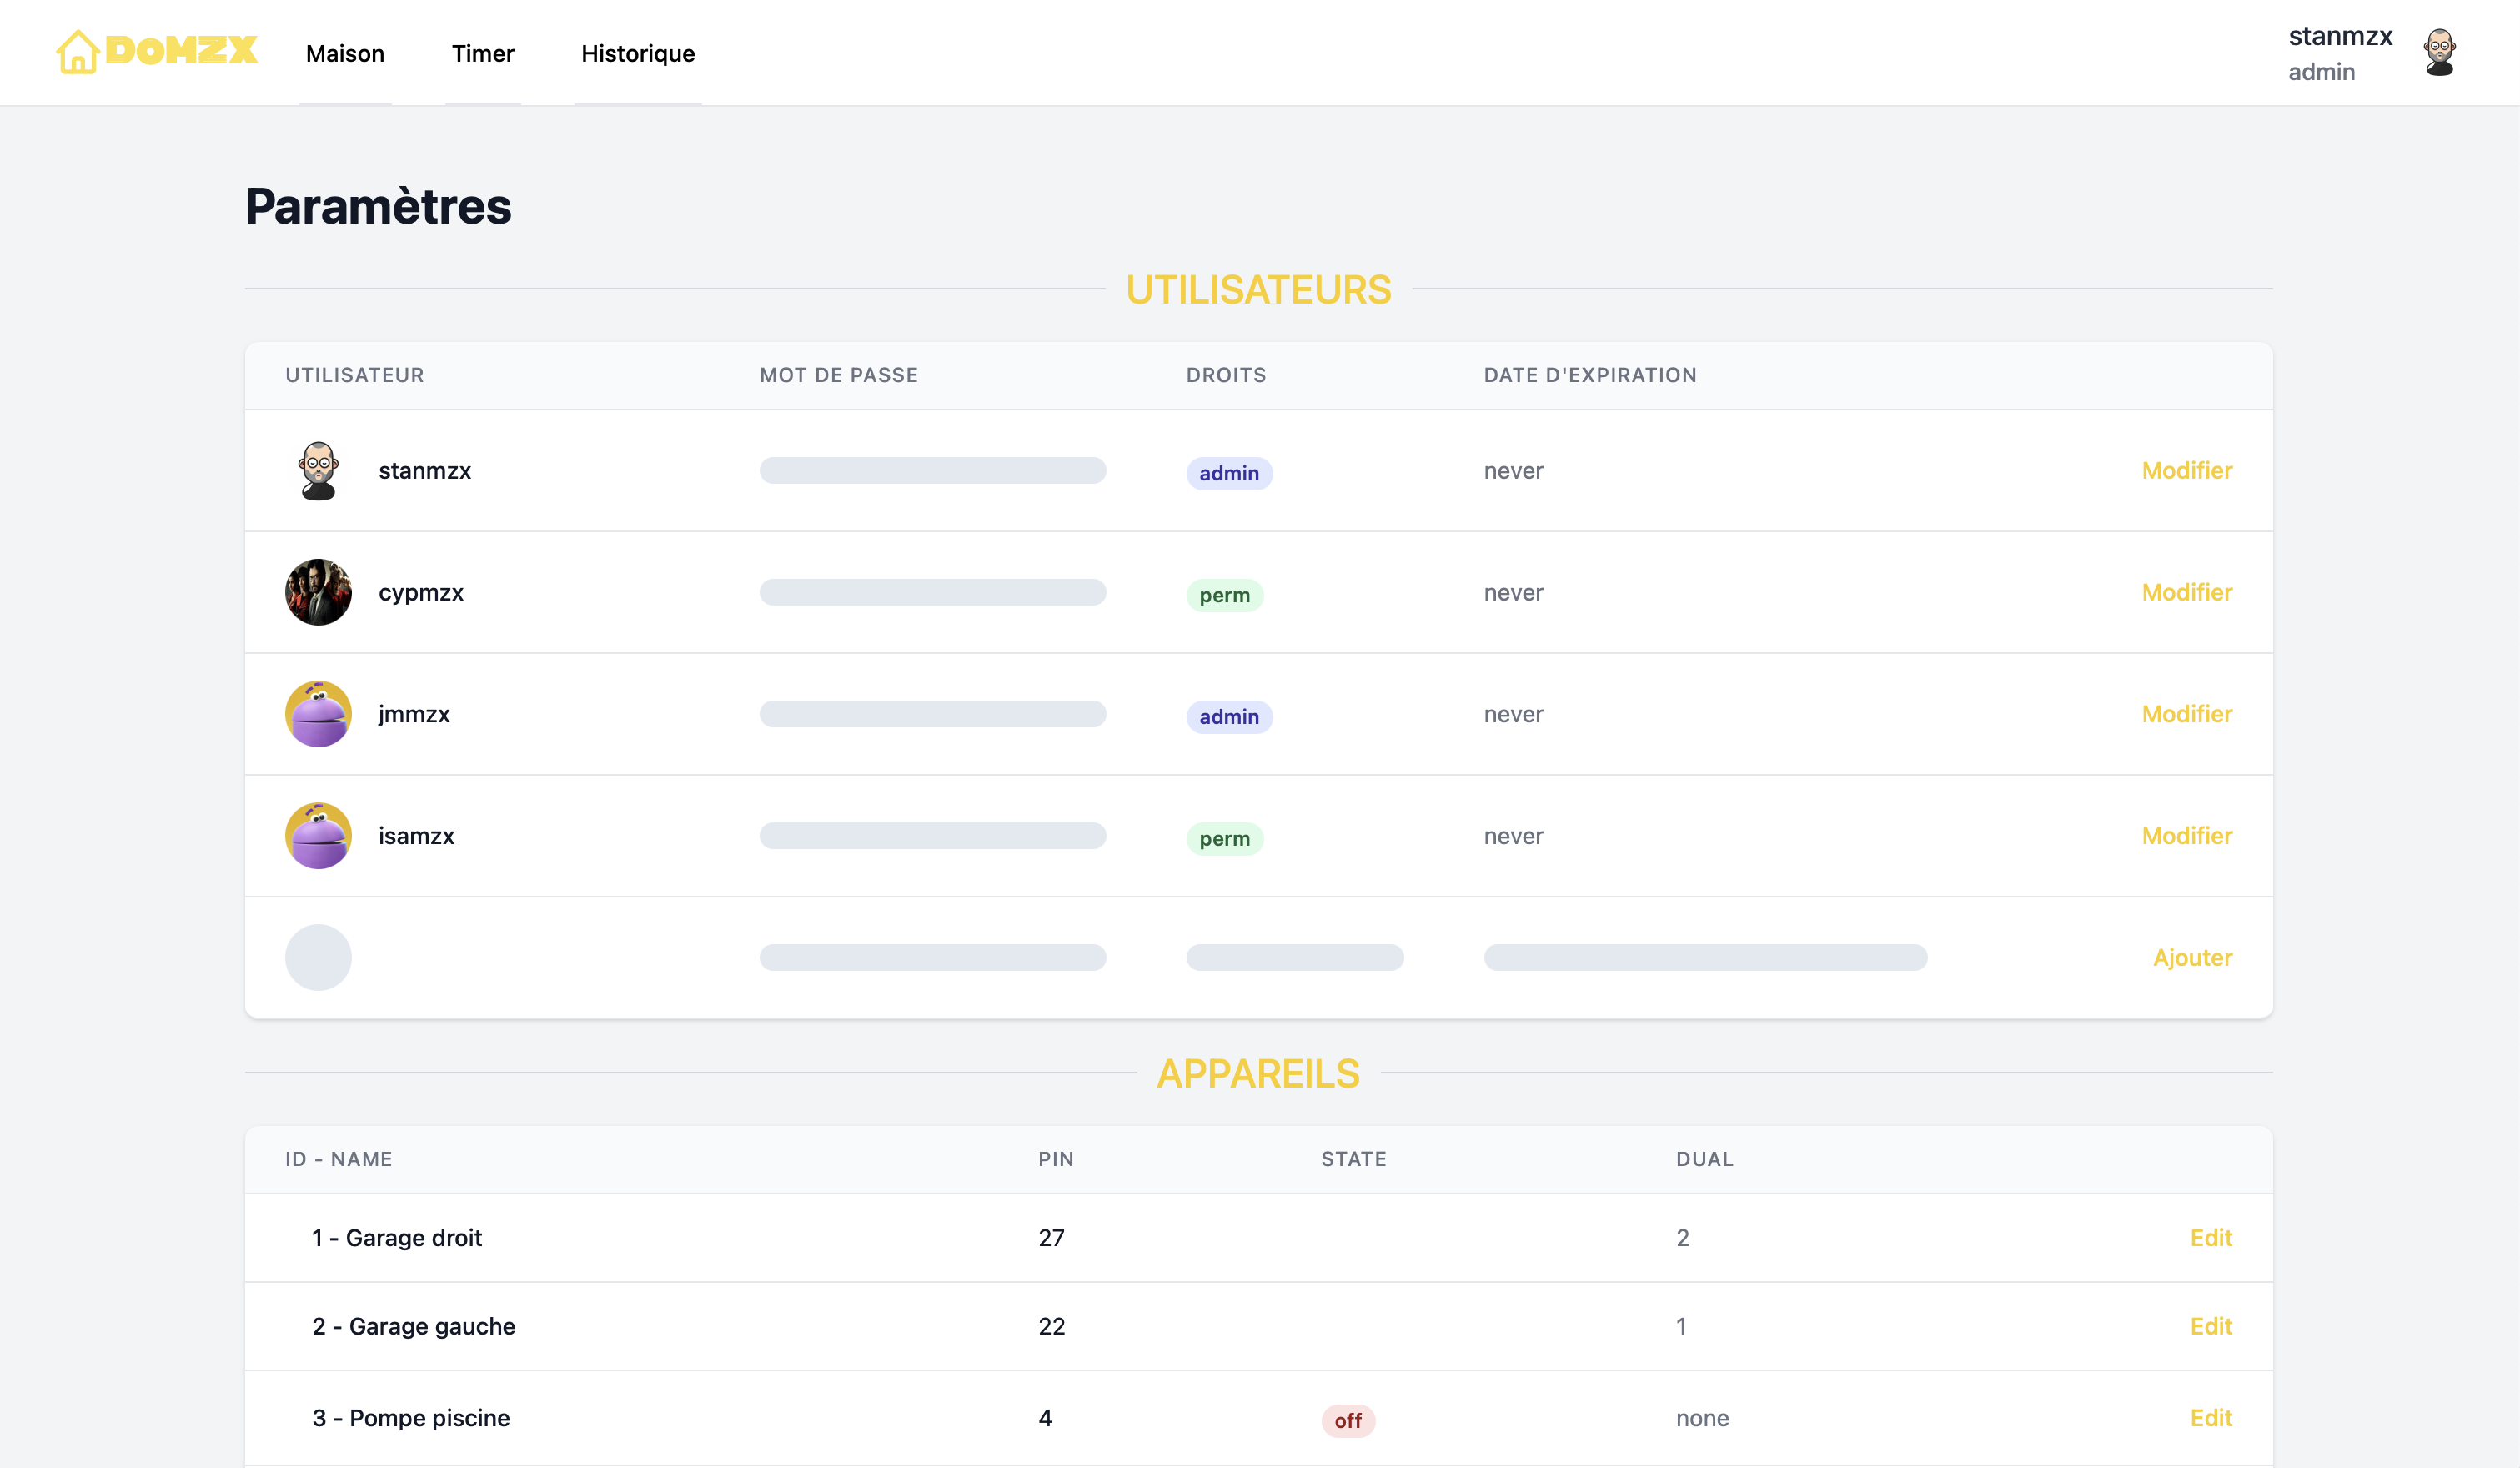 DoMZX Maison Timer Historique stanmzx
admin
Paramètres
UTILISATEURS
UTILISATEUR MOT DE PASSE DROITS DATE D'EXPIRATION
stanmzx admin never Modifier
cypmzx perm never Modifier
jmmzx admin never Modifier
isamzx perm never Modifier
Ajouter
APPAREILS
ID - NAME PIN STATE DUAL
1 - Garage droit 27 2 Edit
2 - Garage gauche 22 1 Edit
3 - Pompe piscine 4 off none Edit